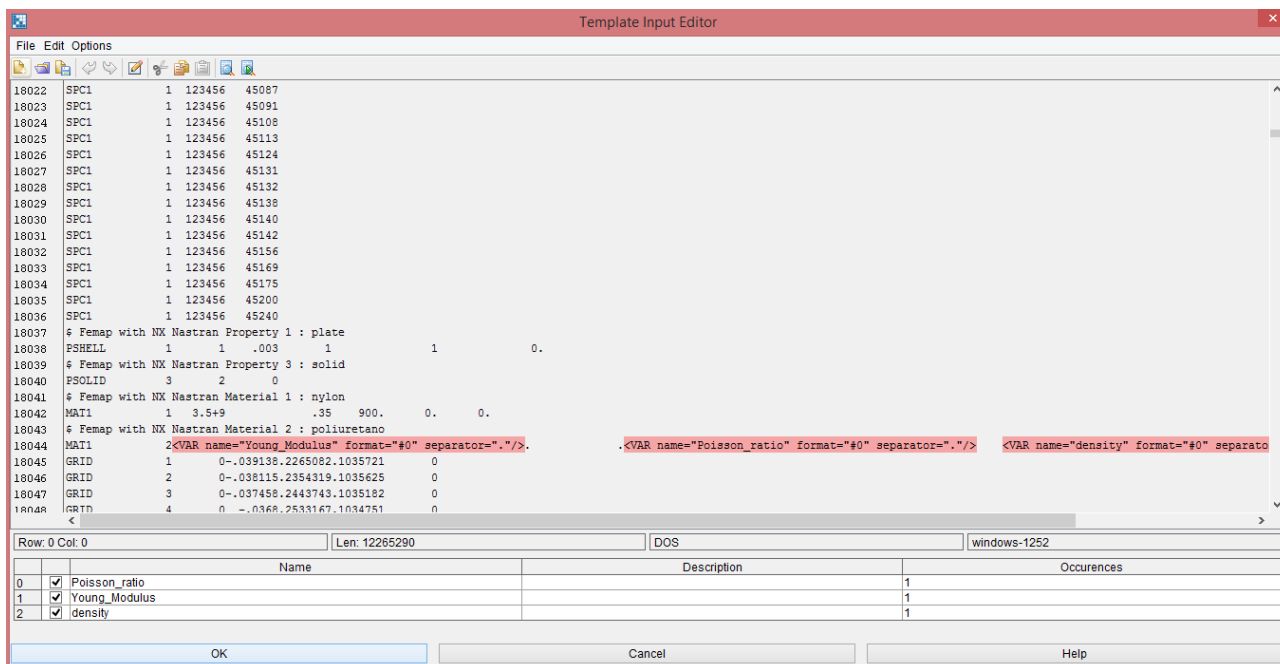 Template Input Editor
File Edit Options
18022 SPC1 1 123456 45087
18023 SPC1 1 123456 45091
18024 SPC1 1 123456 45108
18025 SPC1 1 123456 45113
18026 SPC1 1 123456 45124
18027 SPC1 1 123456 45131
18028 SPC1 1 123456 45132
18029 SPC1 1 123456 45138
18030 SPC1 1 123456 45140
18031 SPC1 1 123456 45142
18032 SPC1 1 123456 45156
18033 SPC1 1 123456 45169
18034 SPC1 1 123456 45175
18035 SPC1 1 123456 45200
18036 SPC1 1 123456 45240
18037 $ Femap with NX Nastran Property 1 : plate
18038 PSHELL 1 1 .003 1 1 0.
18039 $ Femap with NX Nastran Property 3 : solid
18040 PSOLID 3 2 0
18041 $ Femap with NX Nastran Material 1 : nylon
18042 MAT1 1 3.5+9 .35 900. 0. 0.
18043 $ Femap with NX Nastran Material 2 : poliuretano
18044 MAT1 2<VAR name="Young_Modulus" format="#0" separator="."/>. .<VAR name="Poisson_ratio" format="#0" separator="."/> <VAR name="density" format="#0" separato
18045 GRID 1 0-.039138.2265082.1035721 0
18046 GRID 2 0-.038115.2354319.1035625 0
18047 GRID 3 0-.037458.2443743.1035182 0
18048 GRID 4 0 -.0368.2533167.1034751 0
Row: 0 Col: 0 Len: 12265290 DOS windows-1252
Name Description Occurences
0 Poisson_ratio 1
1 Young_Modulus 1
2 density 1
OK Cancel Help